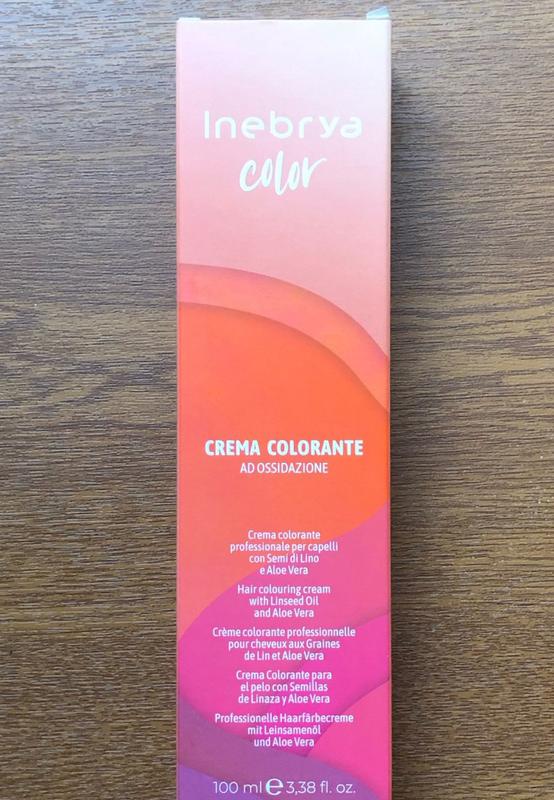 Inebrya
color
CREMA COLORANTE
AD OSSIDAZIONE
Crema colorante
professionale per capelli
con Semi di Lino
e Aloe Vera
Hair colouring cream
with Linseed Oil
and Aloe Vera
Crème colorante professionnelle
pour cheveux aux Graines
de Lin et Aloe Vera
Crema Colorante para
el pelo con Semillas
de Linaza y Aloe Vera
Professionelle Haarfärbecreme
mit Leinsamenöl
und Aloe Vera
100 ml e 3,38 fl. oz.